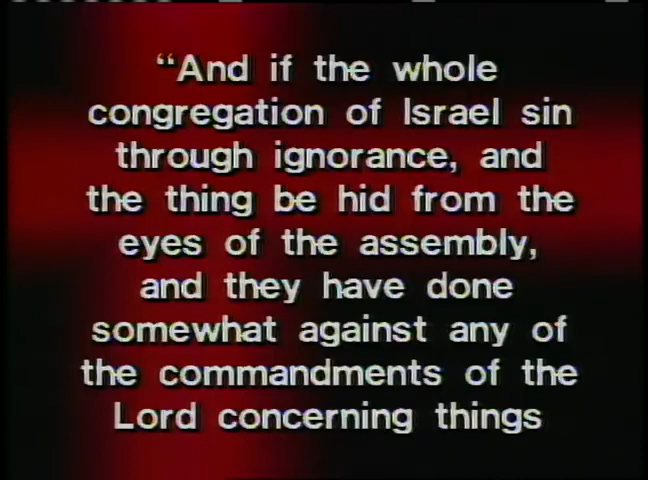 “And if the whole
congregation of Israel sin
through ignorance, and
the thing be hid from the
eyes of the assembly,
and they have done
somewhat against any of
the commandments of the
Lord concerning things